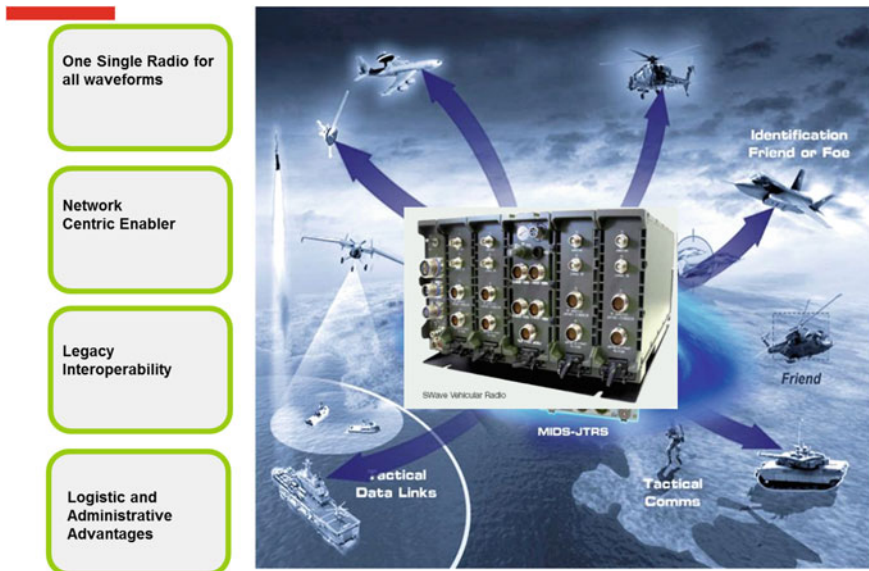 One Single Radio for
all waveforms
Network
Centric Enabler
Legacy
Interoperability
Logistic and
Administrative
Advantages
Identification
Friend or Foe
SWave Vehicular Radio
Friend
MIDS-JTRS
Tactical
Data Links
Tactical
Comms